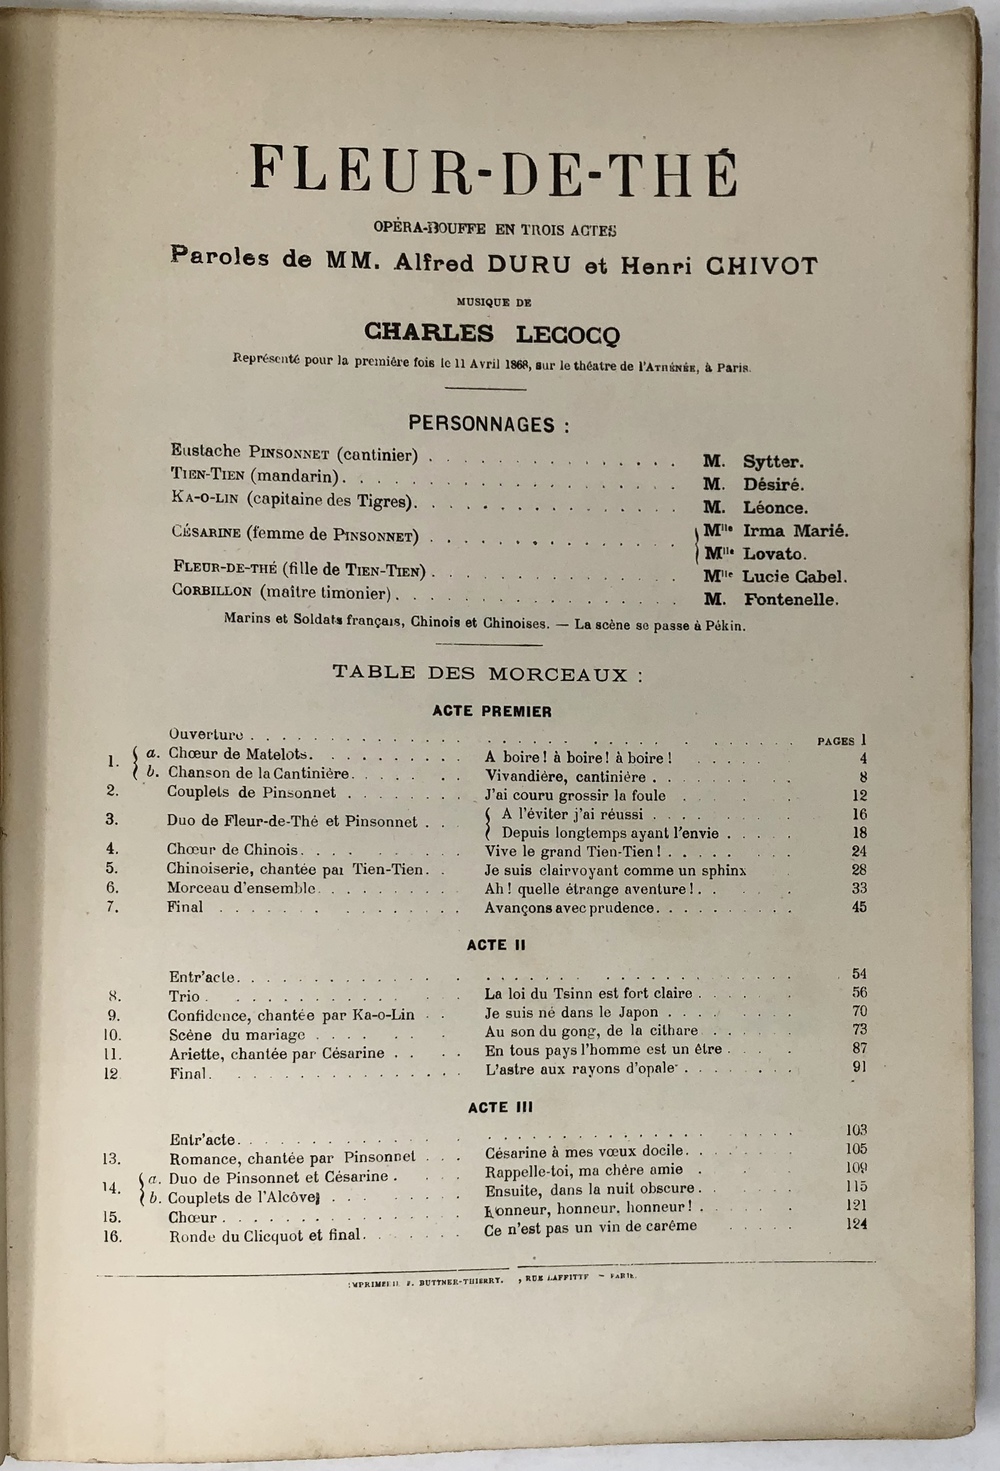 FLEUR-DE-THÉ
OPÉRA-BOUFFE EN TROIS ACTES
Paroles de MM. Alfred DURU et Henri CHIVOT
MUSIQUE DE
CHARLES LECOCQ
Représenté pour la première fois le 11 Avril 1868, sur le théatre de l'ATHÉNÉE, à Paris.
PERSONNAGES :
Eustache PINSONNET (cantinier) . . . . . M. Sytter.
TIEN-TIEN (mandarin) . . . . . M. Désiré.
KA-O-LIN (capitaine des Tigres) . . . . . M. Léonce.
CÉSARINE (femme de PINSONNET) . . . . . { Mlle Irma Marié.
{ Mlle Lovato.
FLEUR-DE-THÉ (fille de TIEN-TIEN) . . . . . Mlle Lucie Cabel.
CORBILLON (maître timonier) . . . . . M. Fontenelle.
Marins et Soldats français, Chinois et Chinoises. — La scène se passe à Pékin.
TABLE DES MORCEAUX :
ACTE PREMIER
Ouverture . . . . . PAGES 1
1. { a. Chœur de Matelots . . . . . A boire ! à boire ! à boire ! . . . . . 4
{ b. Chanson de la Cantinière . . . . . Vivandière, cantinière . . . . . 8
2. Couplets de Pinsonnet . . . . . J'ai couru grossir la foule . . . . . 12
3. Duo de Fleur-de-Thé et Pinsonnet . . . { A l'éviter j'ai réussi . . . . . 16
{ Depuis longtemps ayant l'envie . . . . . 18
4. Chœur de Chinois . . . . . Vive le grand Tien-Tien ! . . . . . 24
5. Chinoiserie, chantée par Tien-Tien . . Je suis clairvoyant comme un sphinx 28
6. Morceau d'ensemble . . . . . Ah ! quelle étrange aventure ! . . . . . 33
7. Final . . . . . Avançons avec prudence . . . . . 45
ACTE II
Entr'acte . . . . . 54
8. Trio . . . . . La loi du Tsinn est fort claire . . . . . 56
9. Confidence, chantée par Ka-o-Lin . . Je suis né dans le Japon . . . . . 70
10. Scène du mariage . . . . . Au son du gong, de la cithare . . . . . 73
11. Ariette, chantée par Césarine . . . . En tous pays l'homme est un être . . . . 87
12 Final . . . . . L'astre aux rayons d'opale . . . . . 91
ACTE III
Entr'acte . . . . . 103
13. Romance, chantée par Pinsonnet . . . Césarine à mes vœux docile . . . . . 105
14. { a. Duo de Pinsonnet et Césarine . . . . Rappelle-toi, ma chère amie . . . 109
{ b. Couplets de l'Alcôve . . . . . Ensuite, dans la nuit obscure . . . . . 115
15. Chœur . . . . . Honneur, honneur, honneur ! . . . . . 121
16. Ronde du Clicquot et final . . . . . Ce n'est pas un vin de carême . . . . . 124
BUTTNER-THIERRY. , RUE LAFFITTE — PARIS.